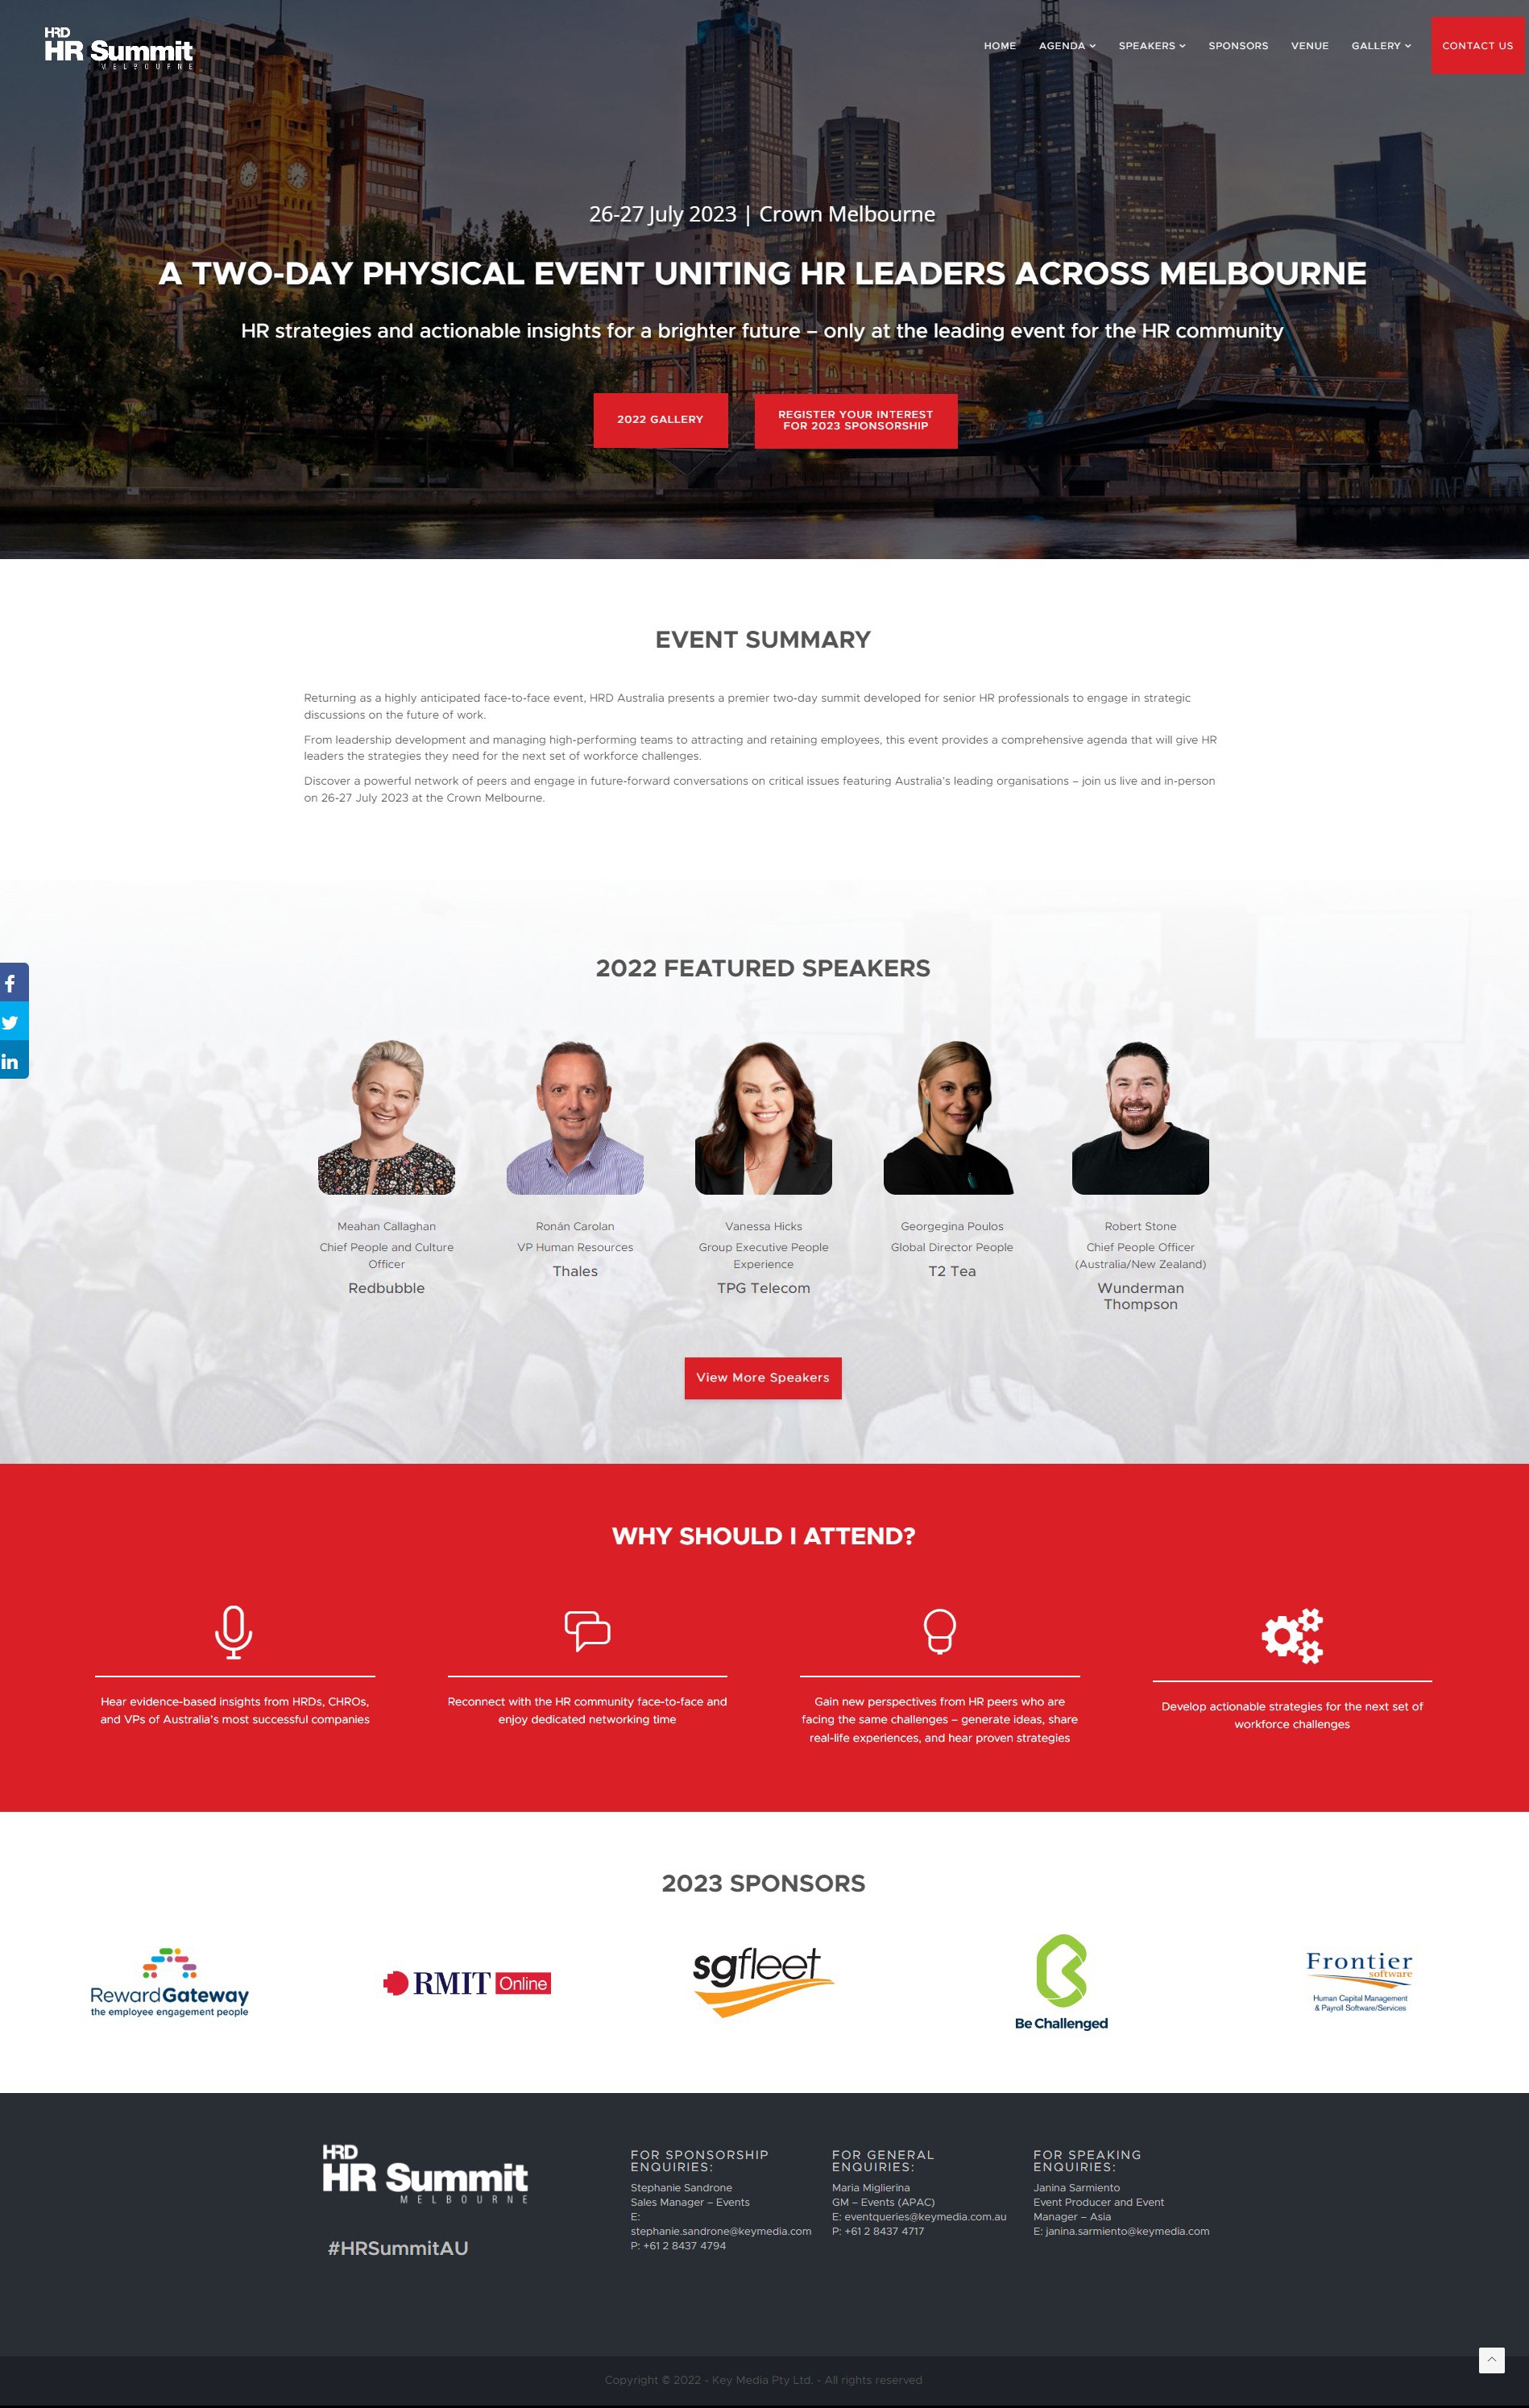 HRD
HR Summit
MELBOURNE
HOME
AGENDA
SPEAKERS
SPONSORS
VENUE
GALLERY
CONTACT US
26-27 July 2023 | Crown Melbourne
A TWO-DAY PHYSICAL EVENT UNITING HR LEADERS ACROSS MELBOURNE
HR strategies and actionable insights for a brighter future – only at the leading event for the HR community
2022 GALLERY
REGISTER YOUR INTEREST
FOR 2023 SPONSORSHIP
EVENT SUMMARY
Returning as a highly anticipated face-to-face event, HRD Australia presents a premier two-day summit developed for senior HR professionals to engage in strategic
discussions on the future of work.
From leadership development and managing high-performing teams to attracting and retaining employees, this event provides a comprehensive agenda that will give HR
leaders the strategies they need for the next set of workforce challenges.
Discover a powerful network of peers and engage in future-forward conversations on critical issues featuring Australia's leading organisations – join us live and in-person
on 26-27 July 2023 at the Crown Melbourne.
2022 FEATURED SPEAKERS
Meahan Callaghan
Chief People and Culture
Officer
Redbubble
Ronán Carolan
VP Human Resources
Thales
Vanessa Hicks
Group Executive People
Experience
TPG Telecom
Georgegina Poulos
Global Director People
T2 Tea
Robert Stone
Chief People Officer
(Australia/New Zealand)
Wunderman
Thompson
View More Speakers
WHY SHOULD I ATTEND?
Hear evidence-based insights from HRDs, CHROs,
and VPs of Australia's most successful companies
Reconnect with the HR community face-to-face and
enjoy dedicated networking time
Gain new perspectives from HR peers who are
facing the same challenges – generate ideas, share
real-life experiences, and hear proven strategies
Develop actionable strategies for the next set of
workforce challenges
2023 SPONSORS
RewardGateway
the employee engagement people
RMIT Online
sgfleet
Be Challenged
Frontier
software
Human Capital Management
& Payroll Software/Services
HRD
HR Summit
MELBOURNE
#HRSummitAU
FOR SPONSORSHIP
ENQUIRIES:
Stephanie Sandrone
Sales Manager – Events
E:
stephanie.sandrone@keymedia.com
P: +61 2 8437 4794
FOR GENERAL
ENQUIRIES:
Maria Miglierina
GM – Events (APAC)
E: eventqueries@keymedia.com.au
P: +61 2 8437 4717
FOR SPEAKING
ENQUIRIES:
Janina Sarmiento
Event Producer and Event
Manager – Asia
E: janina.sarmiento@keymedia.com
Copyright © 2022 - Key Media Pty Ltd. - All rights reserved